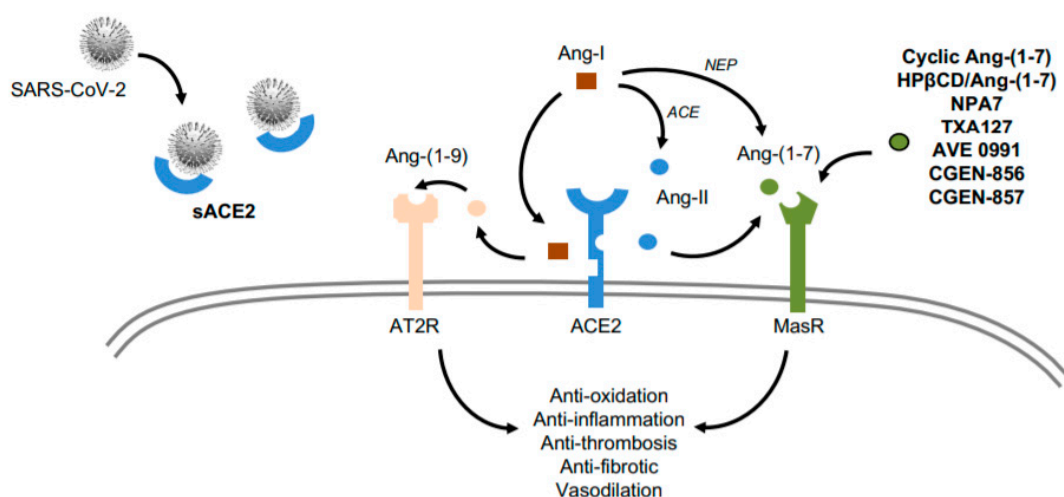 SARS-CoV-2
sACE2
Ang-I
NEP
ACE
Ang-(1-9)
Ang-II
Ang-(1-7)
Cyclic Ang-(1-7)
HPβCD/Ang-(1-7)
NPA7
TXA127
AVE 0991
CGEN-856
CGEN-857
AT2R
ACE2
MasR
Anti-oxidation
Anti-inflammation
Anti-thrombosis
Anti-fibrotic
Vasodilation